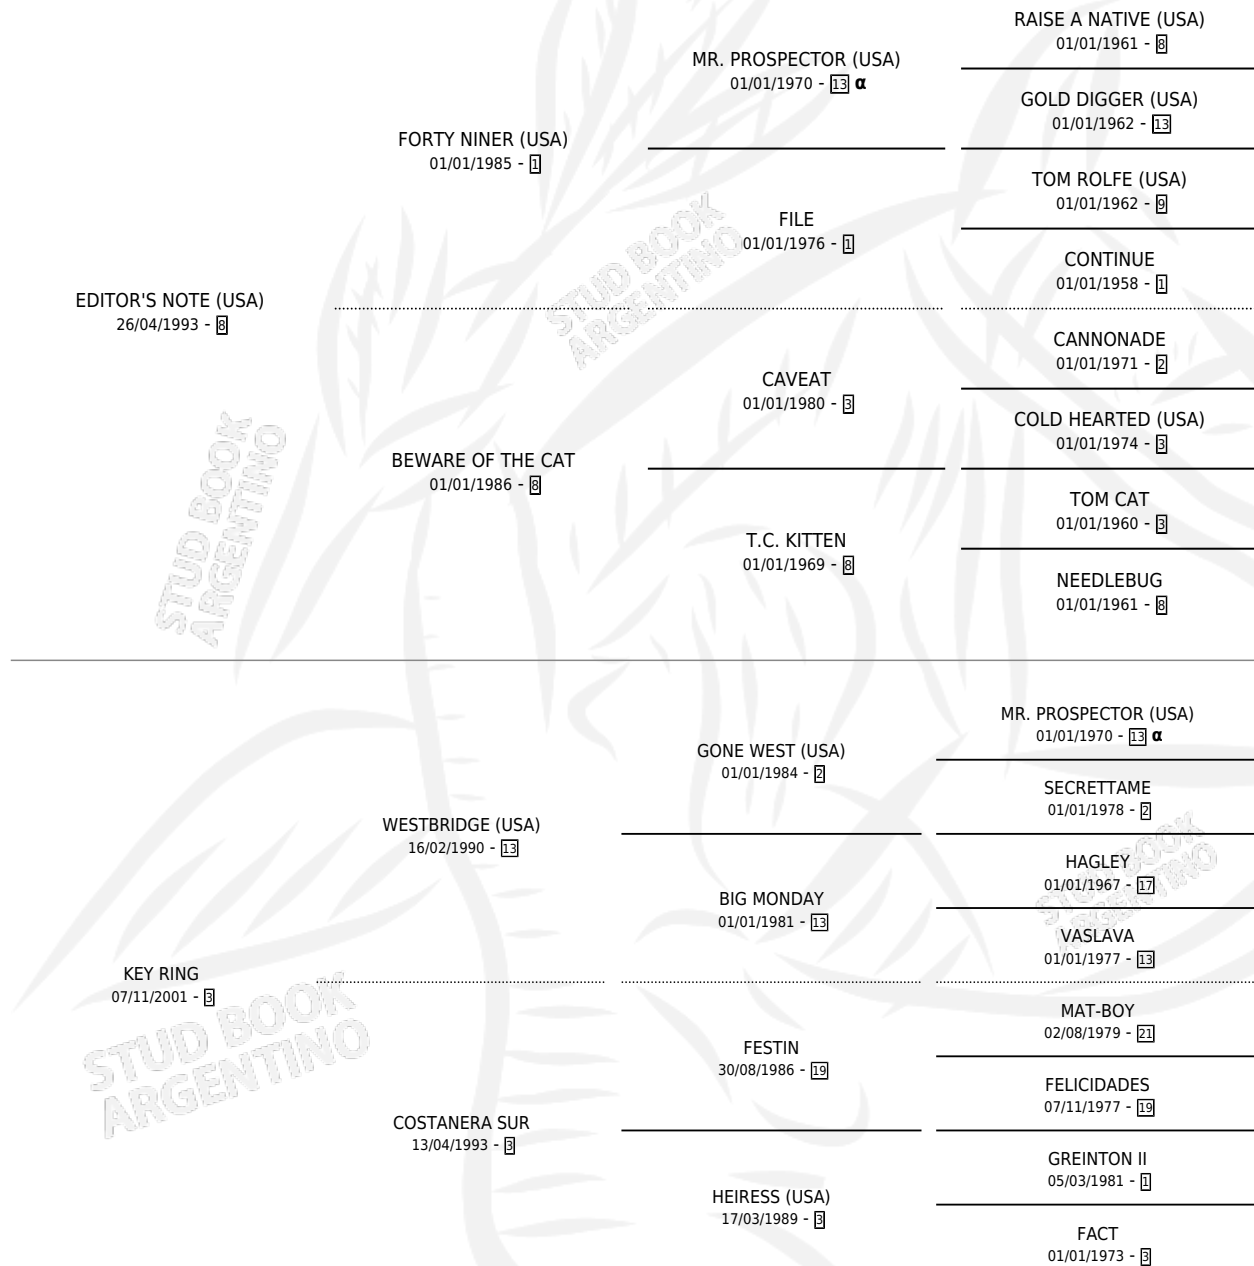 RAISE A NATIVE (USA)
01/01/1961 - 8
MR. PROSPECTOR (USA)
01/01/1970 - 13 α
GOLD DIGGER (USA)
01/01/1962 - 13
FORTY NINER (USA)
01/01/1985 - 1
TOM ROLFE (USA)
01/01/1962 - 9
FILE
01/01/1976 - 1
CONTINUE
01/01/1958 - 1
EDITOR'S NOTE (USA)
26/04/1993 - 8
CANNONADE
01/01/1971 - 2
CAVEAT
01/01/1980 - 3
COLD HEARTED (USA)
01/01/1974 - 3
BEWARE OF THE CAT
01/01/1986 - 8
TOM CAT
01/01/1960 - 3
T.C. KITTEN
01/01/1969 - 8
NEEDLEBUG
01/01/1961 - 8
MR. PROSPECTOR (USA)
01/01/1970 - 13 α
GONE WEST (USA)
01/01/1984 - 2
SECRETTAME
01/01/1978 - 2
WESTBRIDGE (USA)
16/02/1990 - 13
HAGLEY
01/01/1967 - 17
BIG MONDAY
01/01/1981 - 13
VASLAVA
01/01/1977 - 13
KEY RING
07/11/2001 - 3
MAT-BOY
02/08/1979 - 21
FESTIN
30/08/1986 - 19
FELICIDADES
07/11/1977 - 19
COSTANERA SUR
13/04/1993 - 3
GREINTON II
05/03/1981 - 1
HEIRESS (USA)
17/03/1989 - 3
FACT
01/01/1973 - 3
STUD BOOK
ARGENTINO
STUD BOOK
ARGENTINO
STUD BOOK
ARGENTINO
STUD BOOK
ARGENTINO